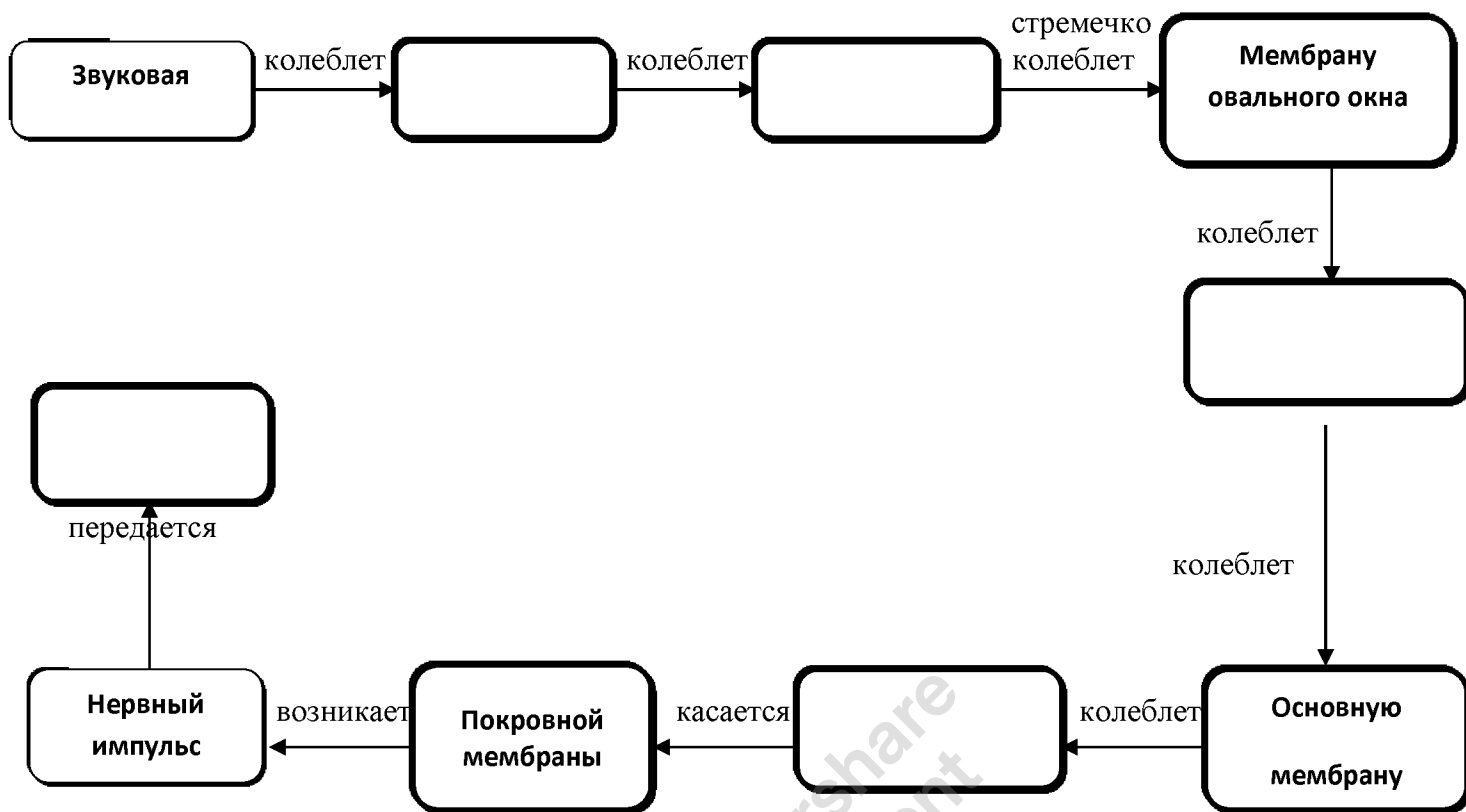 Звуковая
колеблет
колеблет
стремечко
колеблет
Мембрану
овального окна
колеблет
колеблет
Основную
мембрану
колеблет
касается
Покровной
мембраны
возникает
Нервный
импульс
передается